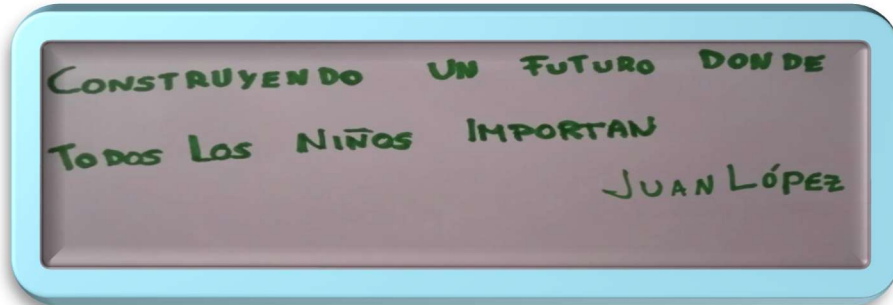 CONSTRUYENDO UN FUTURO DONDE
TODOS LOS NIÑOS IMPORTAN
JUAN LÓPEZ